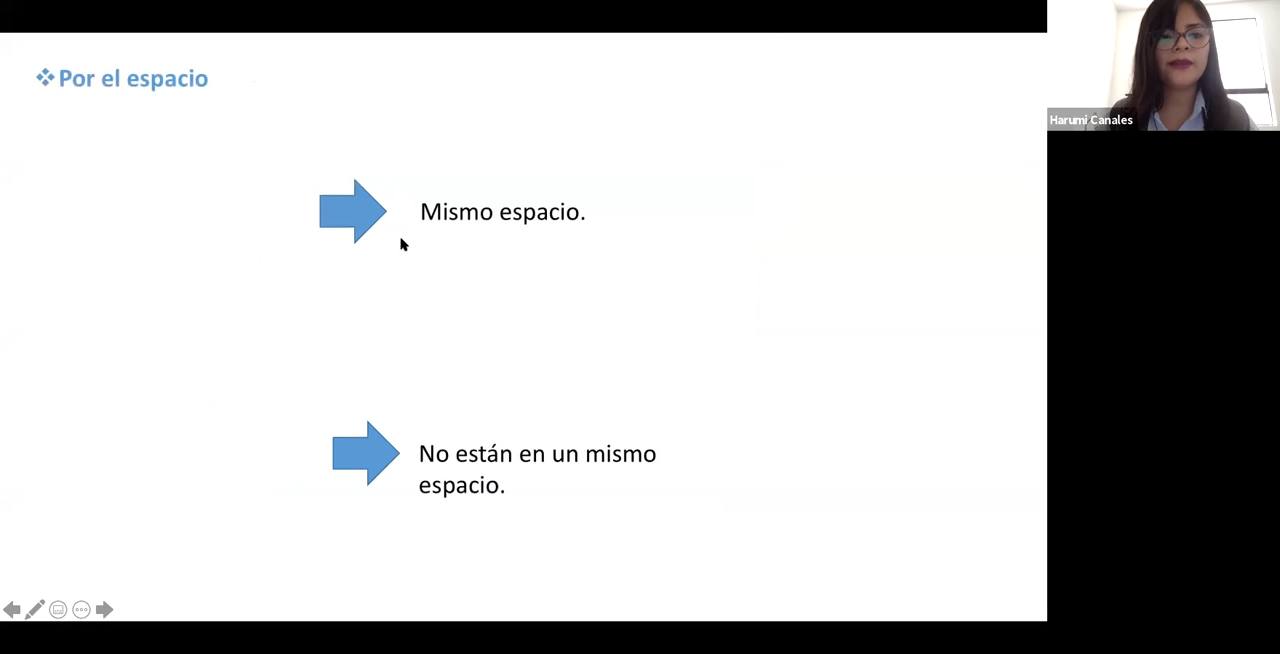 Por el espacio
Harumi Canales
Mismo espacio.
No están en un mismo
espacio.